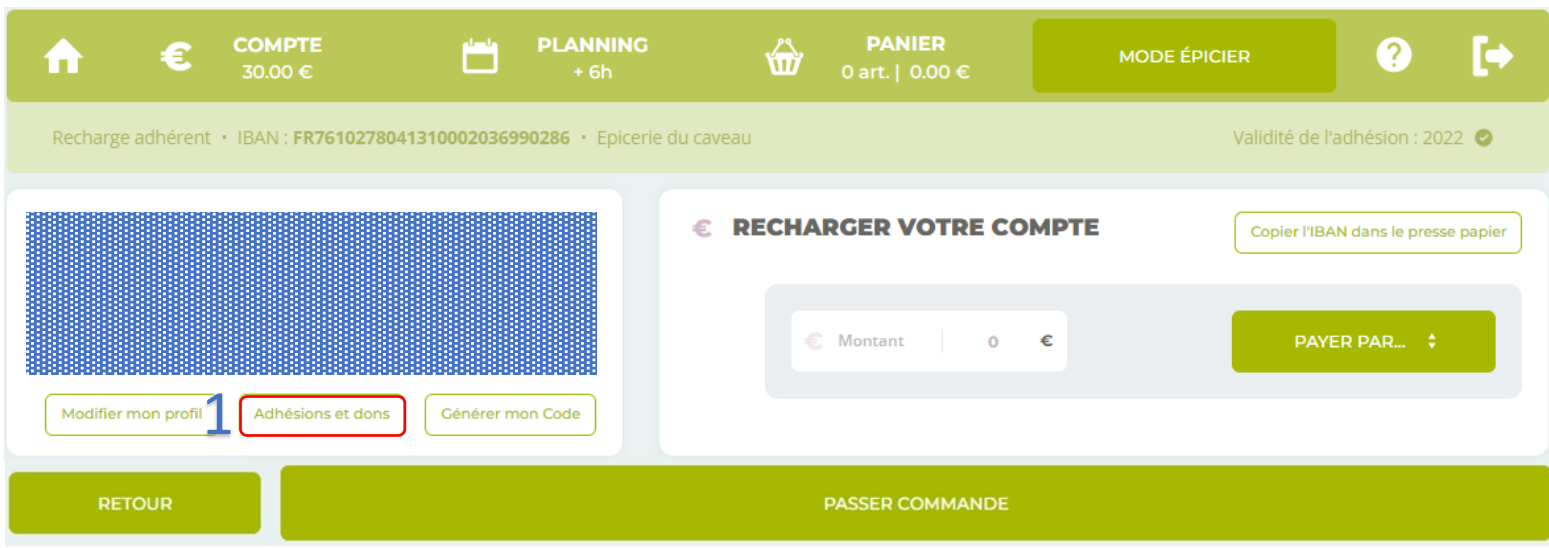 COMPTE
30.00 €
PLANNING
+ 6h
PANIER
0 art. | 0.00 €
MODE ÉPICIER
?
Recharge adhérent • IBAN : FR7610278041310002036990286 • Epicerie du caveau
Validité de l'adhésion : 2022
€ RECHARGER VOTRE COMPTE
Copier l'IBAN dans le presse papier
€ Montant 0 €
PAYER PAR...
Modifier mon profil
1
Adhésions et dons
Générer mon Code
RETOUR
PASSER COMMANDE